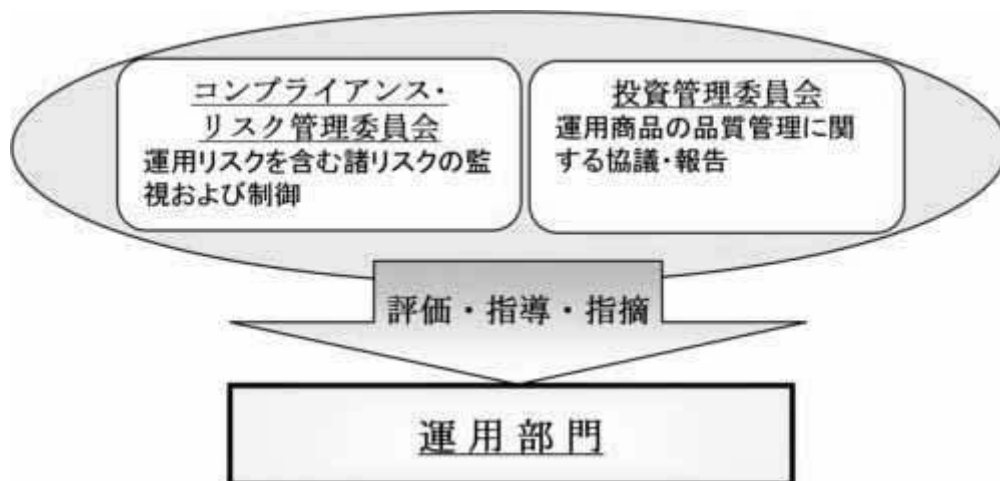 コンプライアンス・
リスク管理委員会
運用リスクを含む諸リスクの監
視および制御
投資管理委員会
運用商品の品質管理に関
する協議・報告
評価・指導・指摘
運用部門